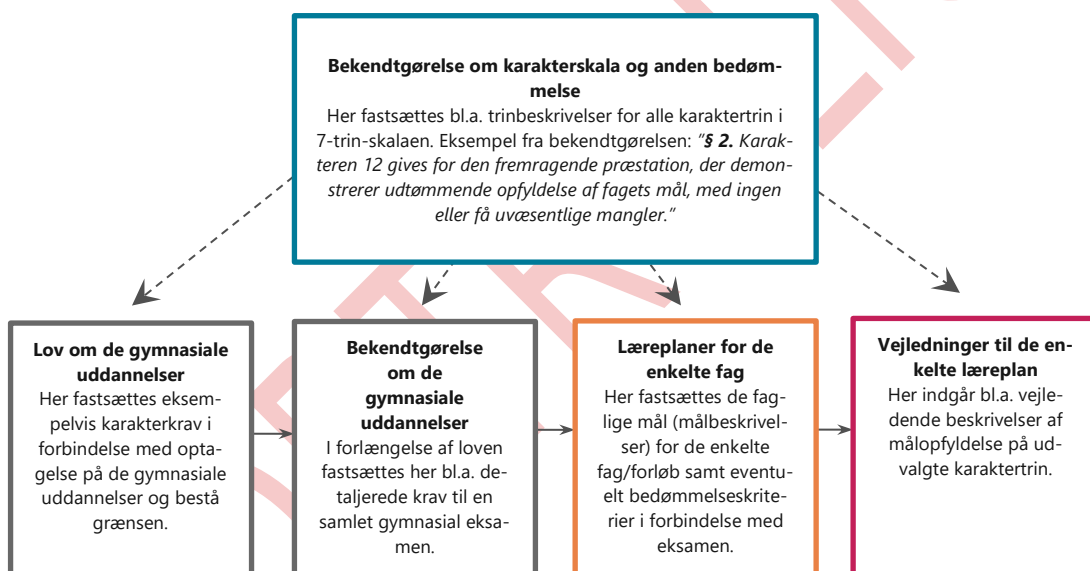 Bekendtgørelse om karakterskala og anden bedøm-
melse
Her fastsættes bl.a. trinbeskrivelser for alle karaktertrin i
7-trin-skalaen. Eksempel fra bekendtgørelsen: "§ 2. Karak-
teren 12 gives for den fremragende præstation, der demon-
strerer udtømmende opfyldelse af fagets mål, med ingen
eller få uvæsentlige mangler."
Lov om de gymnasiale
uddannelser
Her fastsættes eksem-
pelvis karakterkrav i
forbindelse med opta-
gelse på de gymnasiale
uddannelser og bestå
grænsen.
Bekendtgørelse
om de
gymnasiale
uddannelser
I forlængelse af loven
fastsættes her bl.a. de-
taljerede krav til en
samlet gymnasial eksa-
men.
Læreplaner for de
enkelte fag
Her fastsættes de fag-
lige mål (målbeskrivel-
ser) for de enkelte
fag/forløb samt eventu-
elt bedømmelseskrite-
rier i forbindelse med
eksamen.
Vejledninger til de en-
kelte læreplan
Her indgår bl.a. vejle-
dende beskrivelser af
målopfyldelse på ud-
valgte karaktertrin.